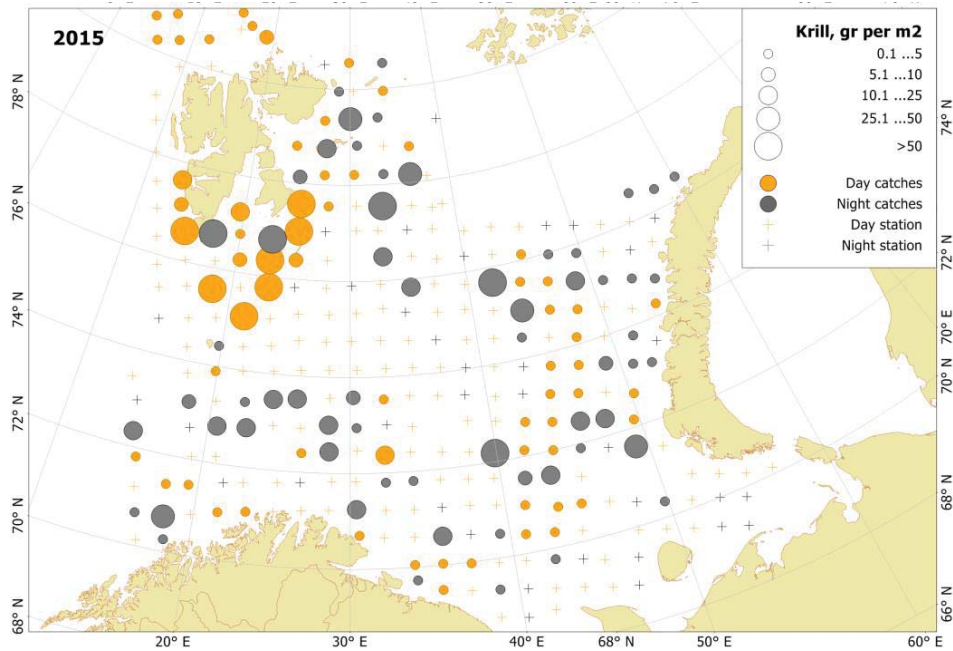 2015
Krill, gr per m2
0.1 ...5
5.1 ...10
10.1 ...25
25.1 ...50
>50
Day catches
Night catches
Day station
Night station
78° N
76° N
74° N
72° N
70° N
68° N
74° N
72° N
70° E
70° N
68° N
66° N
20° E
30° E
40° E
68° N
50° E
60° E